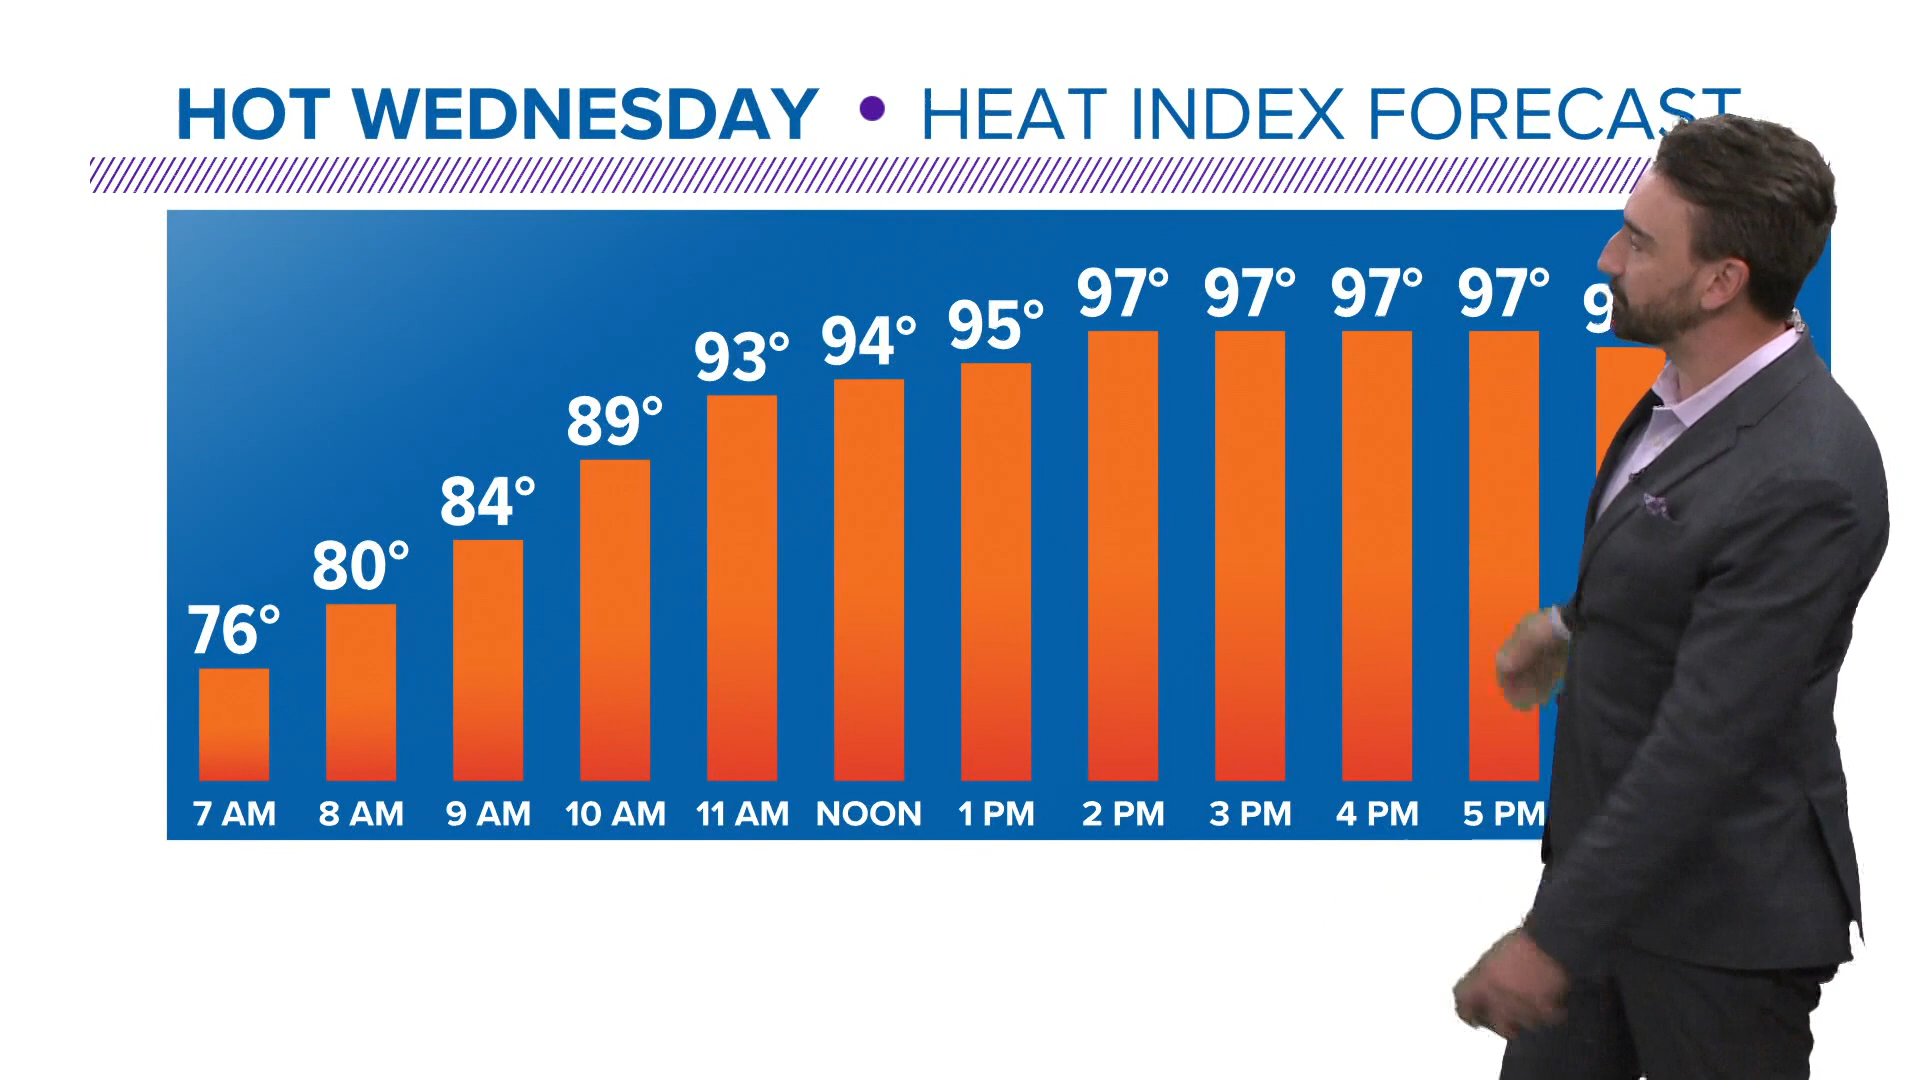 HOT WEDNESDAY • HEAT INDEX FORECAST
97° 97° 97° 97°
93° 94° 95°
89°
84°
80°
76°
7 AM 8 AM 9 AM 10 AM 11 AM NOON 1 PM 2 PM 3 PM 4 PM 5 PM